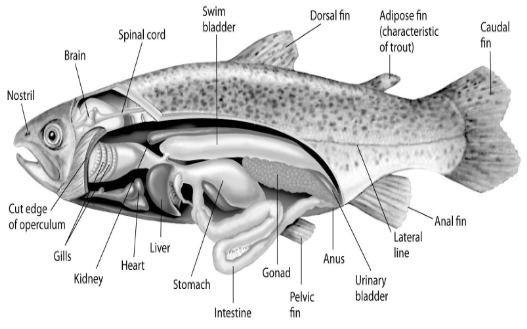 Swim
bladder
Dorsal fin
Adipose fin
(characteristic
of trout)
Caudal
fin
Spinal cord
Brain
Nostril
Cut edge
of operculum
Gills
Kidney
Heart
Liver
Stomach
Intestine
Gonad
Pelvic
fin
Anus
Urinary
bladder
Lateral
line
Anal fin